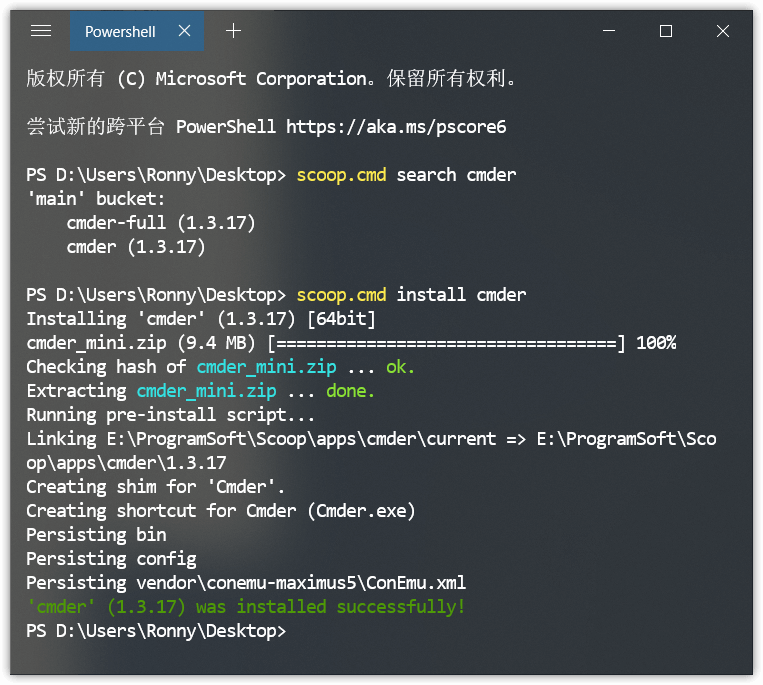 Powershell
版权所有 (C) Microsoft Corporation。保留所有权利。
尝试新的跨平台 PowerShell https://aka.ms/pscore6
PS D:\Users\Ronny\Desktop> scoop.cmd search cmder
'main' bucket:
    cmder-full (1.3.17)
    cmder (1.3.17)
PS D:\Users\Ronny\Desktop> scoop.cmd install cmder
Installing 'cmder' (1.3.17) [64bit]
cmder_mini.zip (9.4 MB) [===================================] 100%
Checking hash of cmder_mini.zip ... ok.
Extracting cmder_mini.zip ... done.
Running pre-install script...
Linking E:\ProgramSoft\Scoop\apps\cmder\current => E:\ProgramSoft\Sco
op\apps\cmder\1.3.17
Creating shim for 'Cmder'.
Creating shortcut for Cmder (Cmder.exe)
Persisting bin
Persisting config
Persisting vendor\conemu-maximus5\ConEmu.xml
'cmder' (1.3.17) was installed successfully!
PS D:\Users\Ronny\Desktop>